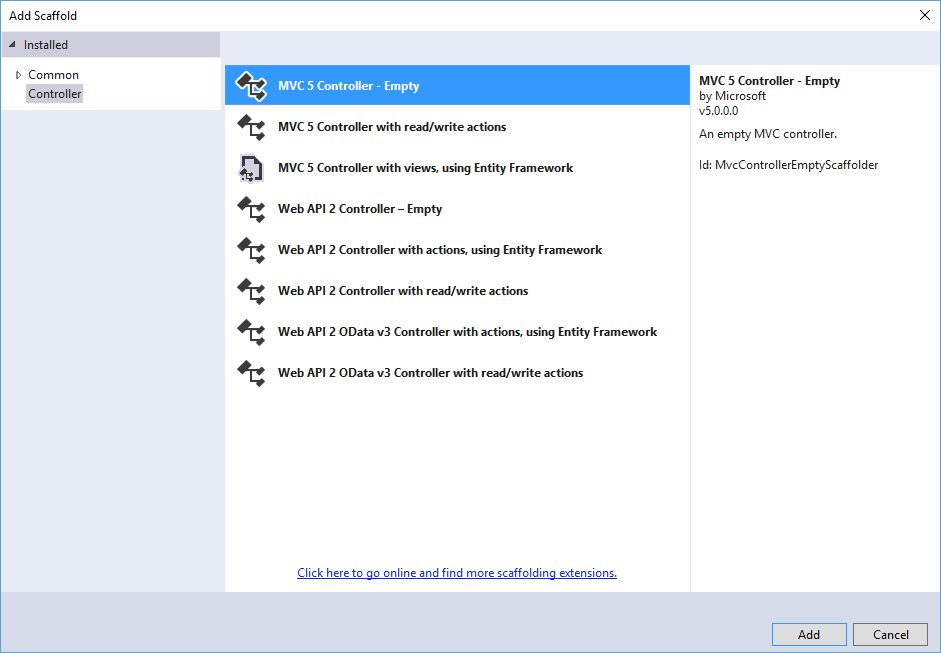 Add Scaffold
Installed
Common
Controller
MVC 5 Controller - Empty
MVC 5 Controller with read/write actions
MVC 5 Controller with views, using Entity Framework
Web API 2 Controller – Empty
Web API 2 Controller with actions, using Entity Framework
Web API 2 Controller with read/write actions
Web API 2 OData v3 Controller with actions, using Entity Framework
Web API 2 OData v3 Controller with read/write actions
Click here to go online and find more scaffolding extensions.
MVC 5 Controller - Empty
by Microsoft
v5.0.0.0
An empty MVC controller.
Id: MvcControllerEmptyScaffolder
Add
Cancel